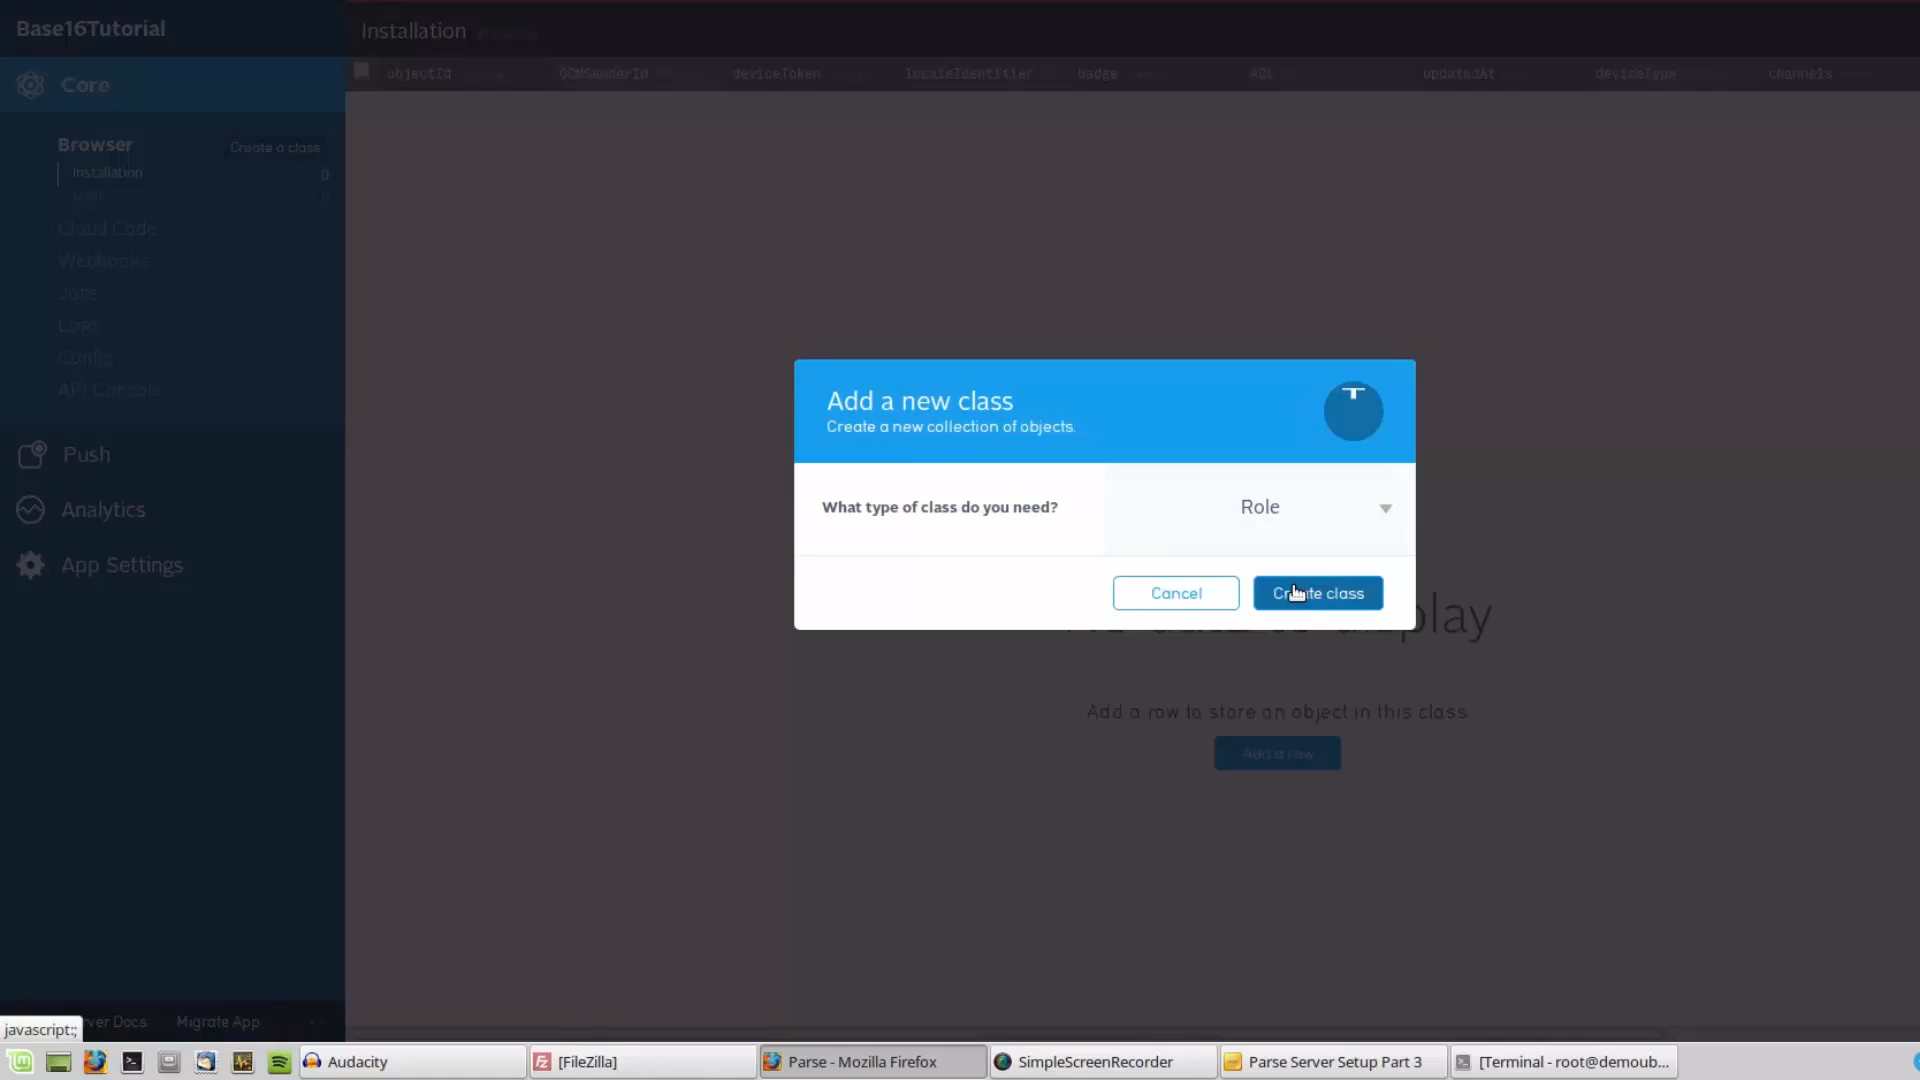 Base16Tutorial
Installation
objectId GCMSenderId deviceToken localeIdentifier badge ACL updatedAt deviceType channels
Core
Browser Create a class
Installation 0
Cloud Code
Webhooks
Jobs
Logs
Config
API Console
Push
Analytics
App Settings
Add a new class
Create a new collection of objects.
What type of class do you need? Role
Cancel Create class
display
Add a row to store an object in this class
Add a row
Docs Migrate App
javascript:;
Audacity [FileZilla] Parse - Mozilla Firefox SimpleScreenRecorder Parse Server Setup Part 3 [Terminal - root@demoub...